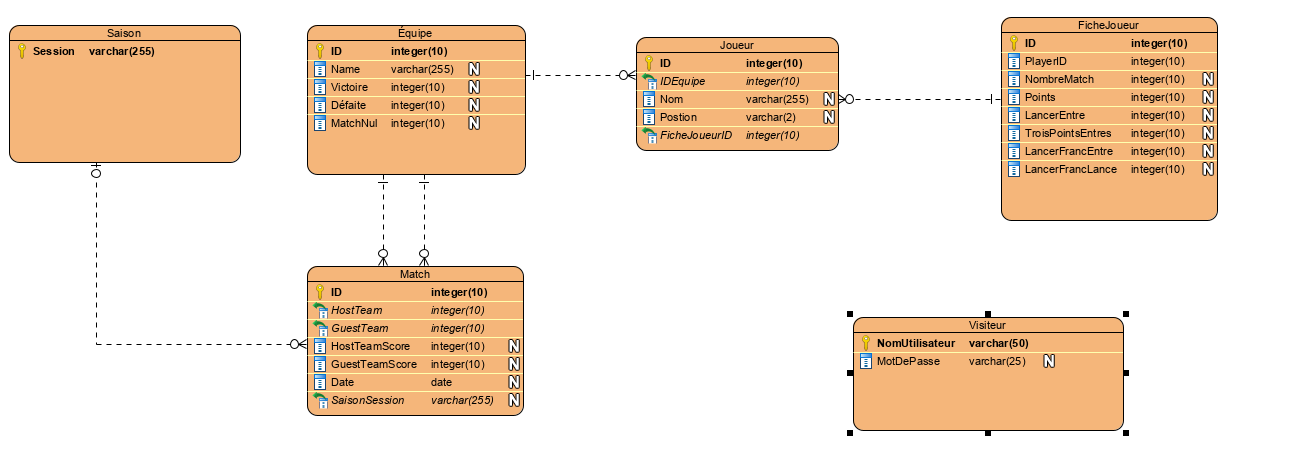 Saison
Session varchar(255)
Équipe
ID integer(10)
Name varchar(255) N
Victoire integer(10) N
Défaite integer(10) N
MatchNul integer(10) N
Joueur
ID integer(10)
IDEquipe integer(10)
Nom varchar(255) N
Postion varchar(2) N
FicheJoueurID integer(10)
FicheJoueur
ID integer(10)
PlayerID integer(10)
NombreMatch integer(10) N
Points integer(10) N
LancerEntre integer(10) N
TroisPointsEntres integer(10) N
LancerFrancEntre integer(10) N
LancerFrancLance integer(10) N
Match
ID integer(10)
HostTeam integer(10)
GuestTeam integer(10)
HostTeamScore integer(10) N
GuestTeamScore integer(10) N
Date date N
SaisonSession varchar(255) N
Visiteur
NomUtilisateur varchar(50)
MotDePasse varchar(25) N